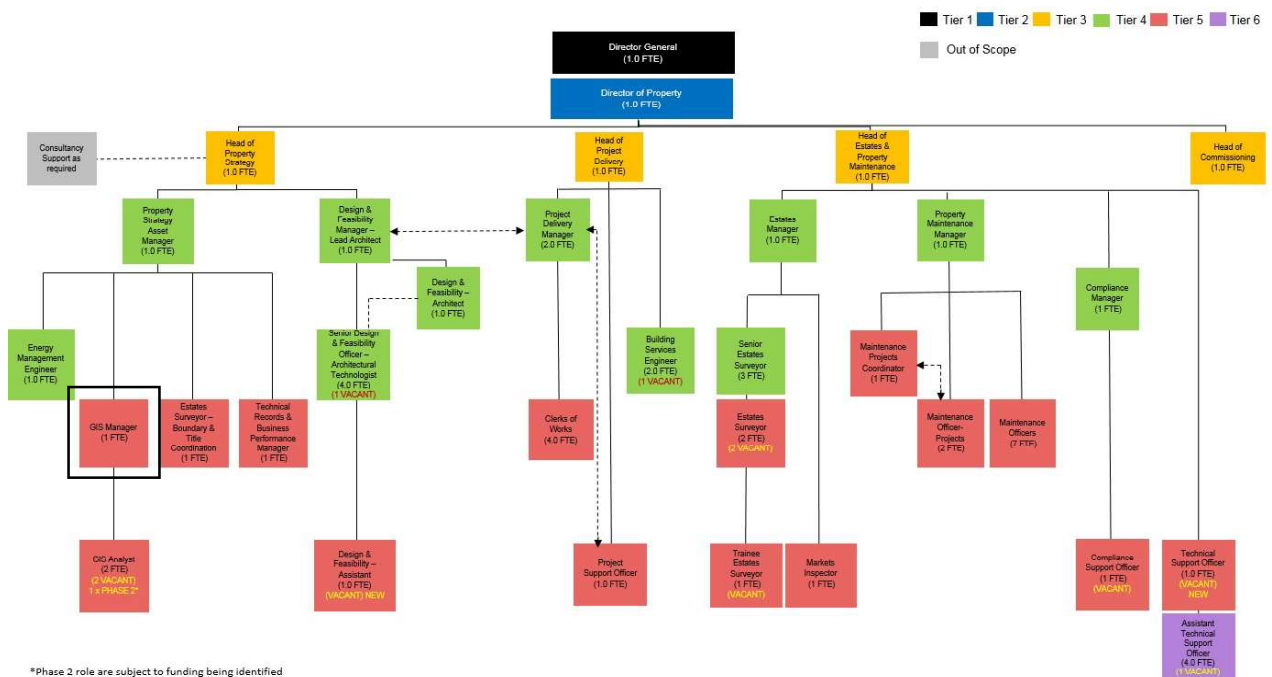 Tier 1
Tier 2
Tier 3
Tier 4
Tier 5
Tier 6
Out of Scope
Director General
(1.0 FTE)
Director of Property
(1.0 FTE)
Consultancy
Support as
required
Head of
Property
Strategy
(1.0 FTE)
Head of
Project
Delivery
(1.0 FTE)
Head of
Estates &
Property
Maintenance
(1.0 FTE)
Head of
Commissioning
(1.0 FTE)
Property
Strategy
Asset
Manager
(1.0 FTE)
Design &
Feasibility
Manager –
Lead Architect
(1.0 FTE)
Project
Delivery
Manager
(2.0 FTE)
Estates
Manager
(1.0 FTE)
Property
Maintenance
Manager
(1.0 FTE)
Design &
Feasibility –
Architect
(1.0 FTE)
Compliance
Manager
(1 FTE)
Energy
Management
Engineer
(1.0 FTE)
Senior Design
& Feasibility
Officer –
Architectural
Technologist
(4.0 FTE)
(1 VACANT)
Building
Services
Engineer
(2.0 FTE)
(1 VACANT)
Senior
Estates
Surveyor
(3 FTE)
Maintenance
Projects
Coordinator
(1 FTE)
GIS Manager
(1 FTE)
Estates
Surveyor –
Boundary &
Title
Coordination
(1 FTE)
Technical
Records &
Business
Performance
Manager
(1 FTE)
Clerks of
Works
(4.0 FTE)
Estates
Surveyor
(2 FTE)
(2 VACANT)
Maintenance
Officer-
Projects
(2 FTE)
Maintenance
Officers
(7 FTE)
GIS Analyst
(2 FTE)
(2 VACANT)
1 x PHASE 2*
Design &
Feasibility –
Assistant
(1.0 FTE)
(VACANT) NEW
Project
Support Officer
(1.0 FTE)
Trainee
Estates
Surveyor
(1 FTE)
(VACANT)
Markets
Inspector
(1 FTE)
Compliance
Support Officer
(1 FTE)
(VACANT)
Technical
Support Officer
(1.0 FTE)
(VACANT)
NEW
Assistant
Technical
Support
Officer
(4.0 FTE)
(1 VACANT)
*Phase 2 role are subject to funding being identified